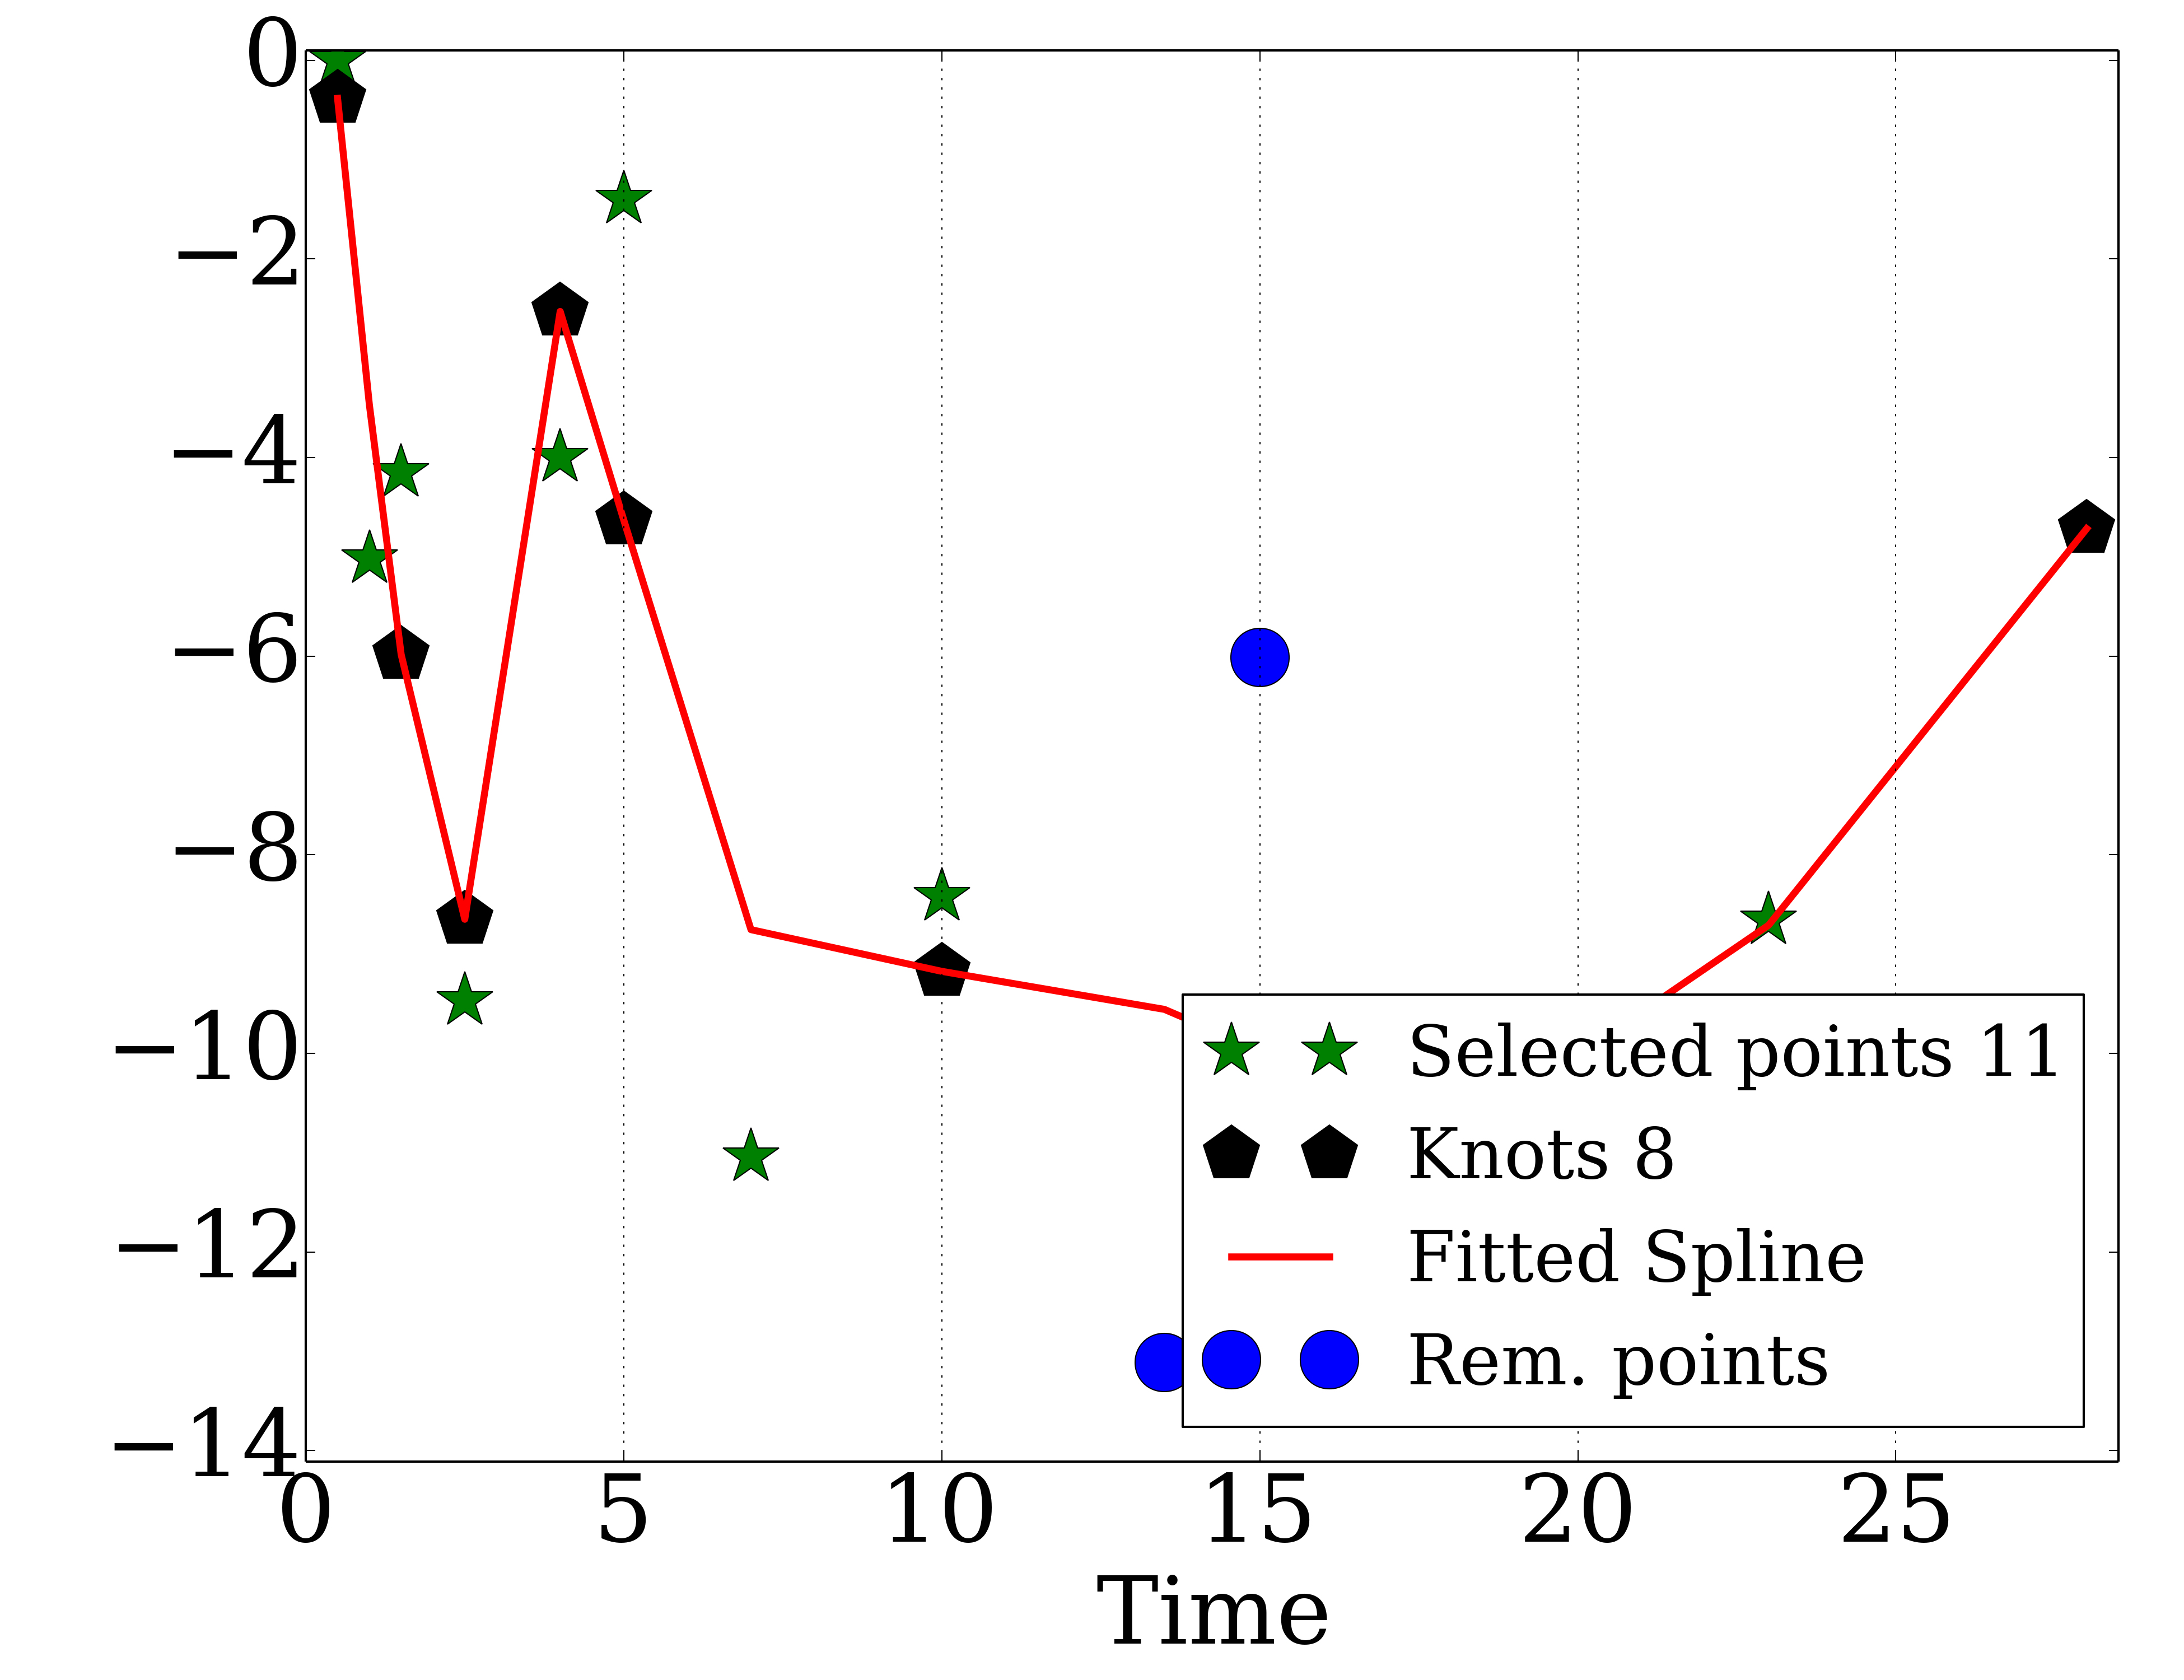 0
−2
−4
−6
−8
−10
−12
−14
0 5 10 15 20 25
Time
Selected points 11
Knots 8
Fitted Spline
Rem. points